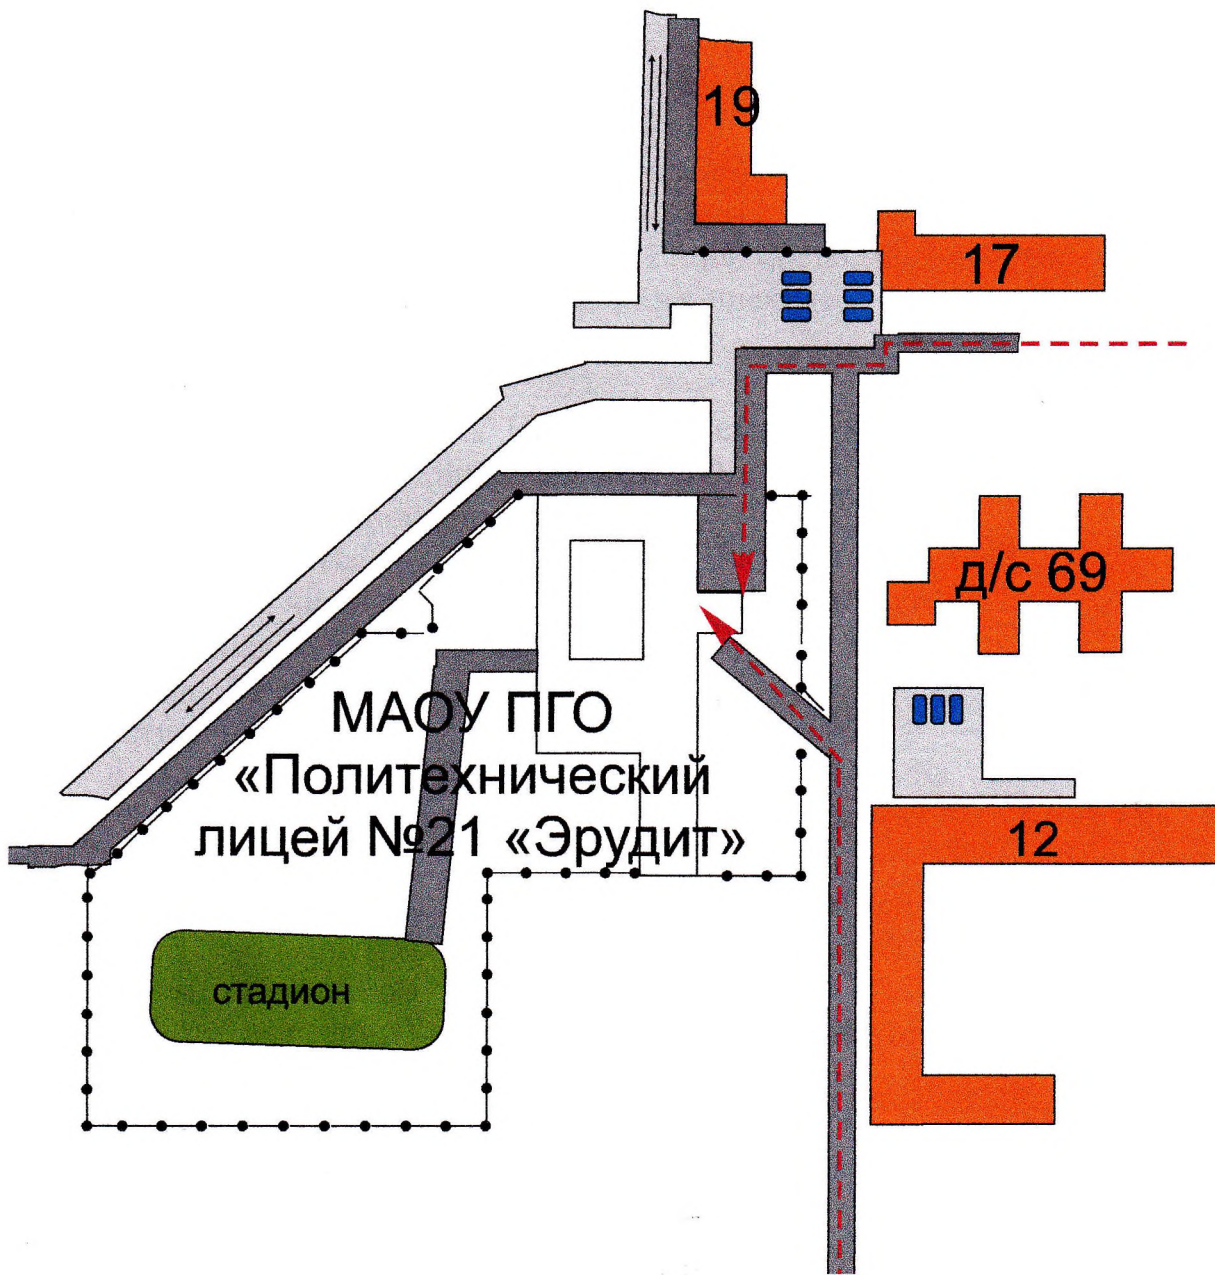 19
17
д/с 69
МАОУ ПГО
«Политехнический
лицей №21 «Эрудит»
12
стадион